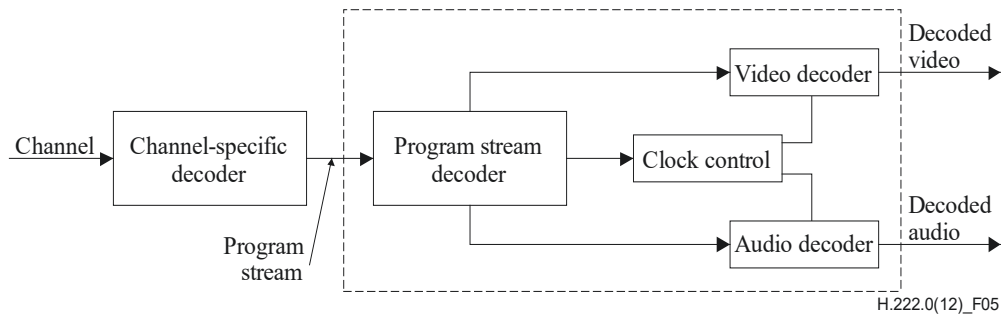 Decoded
video
Video decoder
Channel
Channel-specific
decoder
Program stream
decoder
Clock control
Program
stream
Decoded
audio
Audio decoder
H.222.0(12)_F05